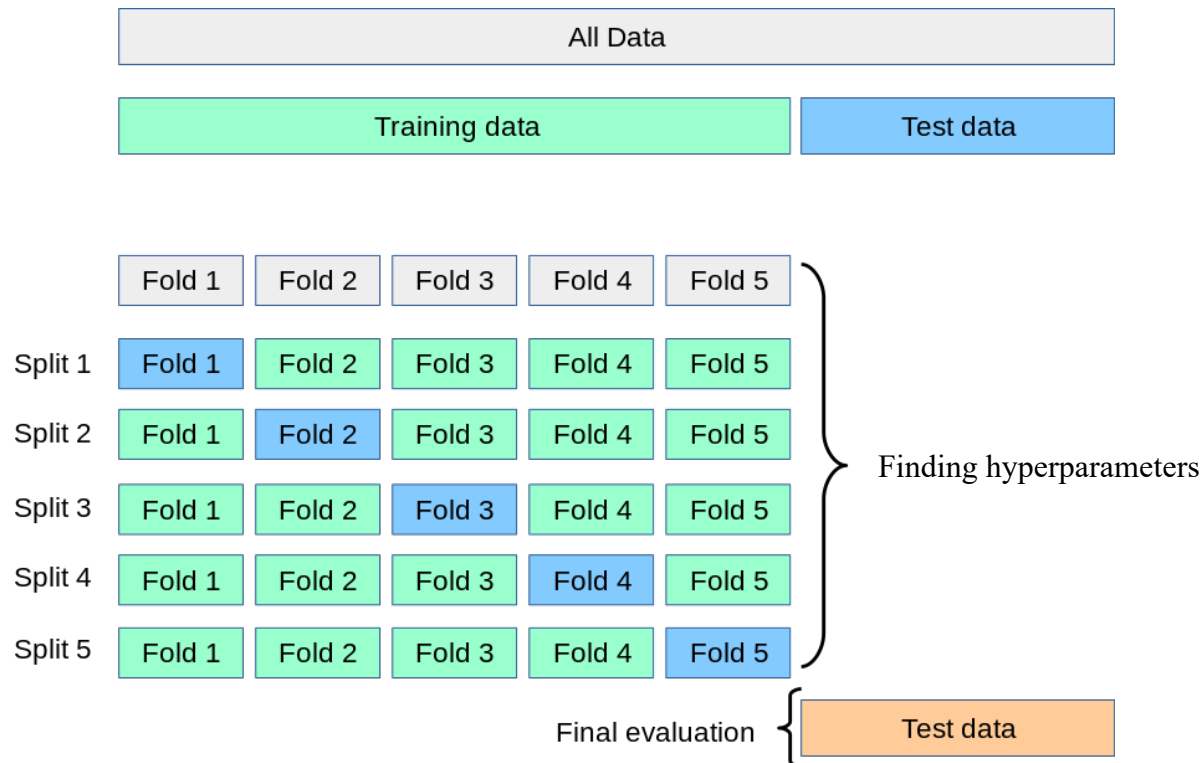 All Data
Training data Test data
Fold 1 Fold 2 Fold 3 Fold 4 Fold 5
Split 1 Fold 1 Fold 2 Fold 3 Fold 4 Fold 5
Split 2 Fold 1 Fold 2 Fold 3 Fold 4 Fold 5
Finding hyperparameters
Split 3 Fold 1 Fold 2 Fold 3 Fold 4 Fold 5
Split 4 Fold 1 Fold 2 Fold 3 Fold 4 Fold 5
Split 5 Fold 1 Fold 2 Fold 3 Fold 4 Fold 5
Final evaluation Test data